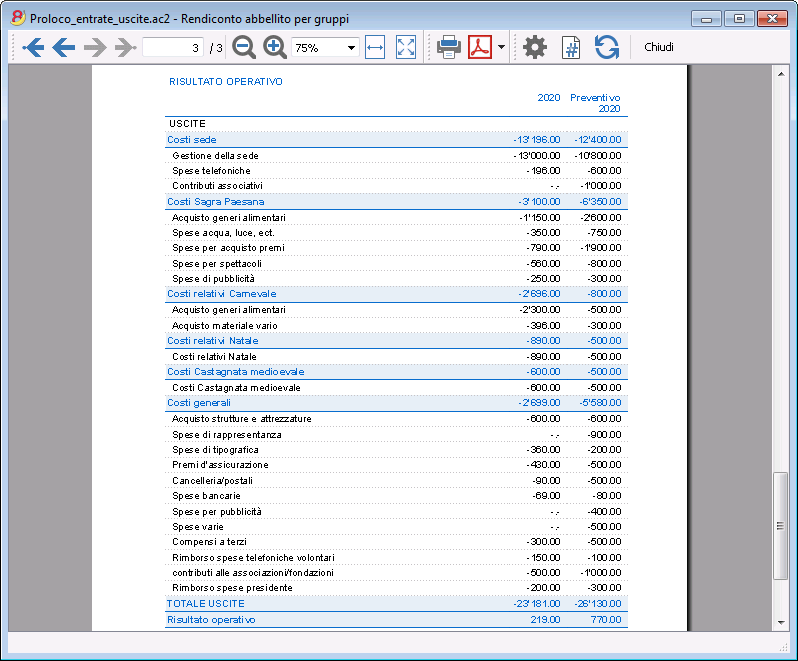 Proloco_entrate_uscite.ac2 - Rendiconto abbellito per gruppi
3 / 3 75% Chiudi
RISULTATO OPERATIVO
2020 Preventivo 2020
USCITE
Costi sede -13'196.00 -12'400.00
Gestione della sede -13'000.00 -10'800.00
Spese telefoniche -196.00 -600.00
Contributi associativi -.- -1'000.00
Costi Sagra Paesana -3'100.00 -6'350.00
Acquisto generi alimentari -1'150.00 -2'600.00
Spese acqua, luce, ect. -350.00 -750.00
Spese per acquisto premi -790.00 -1'900.00
Spese per spettacoli -560.00 -800.00
Spese di pubblicità -250.00 -300.00
Costi relativi Carnevale -2'696.00 -800.00
Acquisto generi alimentari -2'300.00 -500.00
Acquisto materiale vario -396.00 -300.00
Costi relativi Natale -890.00 -500.00
Costi relativi Natale -890.00 -500.00
Costi Castagnata medioevale -600.00 -500.00
Costi Castagnata medioevale -600.00 -500.00
Costi generali -2'699.00 -5'580.00
Acquisto strutture e attrezzature -600.00 -600.00
Spese di rappresentanza -.- -900.00
Spese di tipografica -360.00 -200.00
Premi d'assicurazione -430.00 -500.00
Cancelleria/postali -90.00 -500.00
Spese bancarie -69.00 -80.00
Spese per pubblicità -.- -400.00
Spese varie -.- -500.00
Compensi a terzi -300.00 -500.00
Rimborso spese telefoniche volontari -150.00 -100.00
contributi alle associazioni/fondazioni -500.00 -1'000.00
Rimborso spese presidente -200.00 -300.00
TOTALE USCITE -23'181.00 -26'130.00
Risultato operativo 219.00 770.00